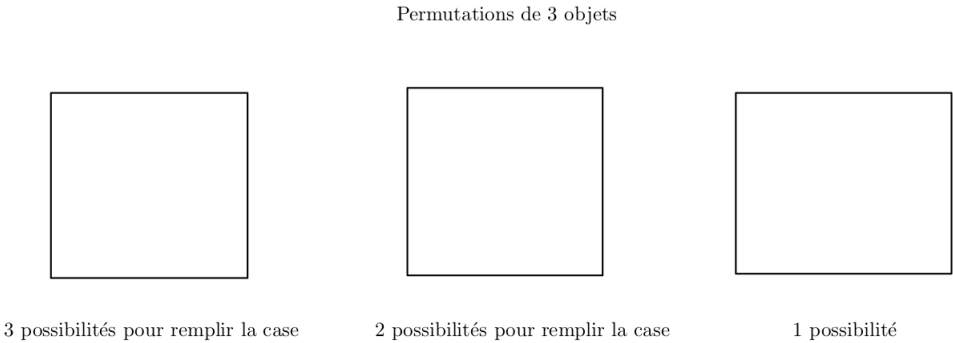 Permutations de 3 objets
3 possibilités pour remplir la case
2 possibilités pour remplir la case
1 possibilité